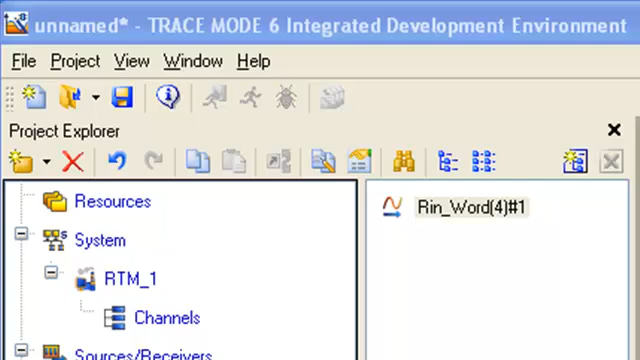 unnamed* - TRACE MODE 6 Integrated Development Environment
File Project View Window Help
Project Explorer
Resources
Rin_Word(4)#1
System
RTM_1
Channels
Sources/Receivers